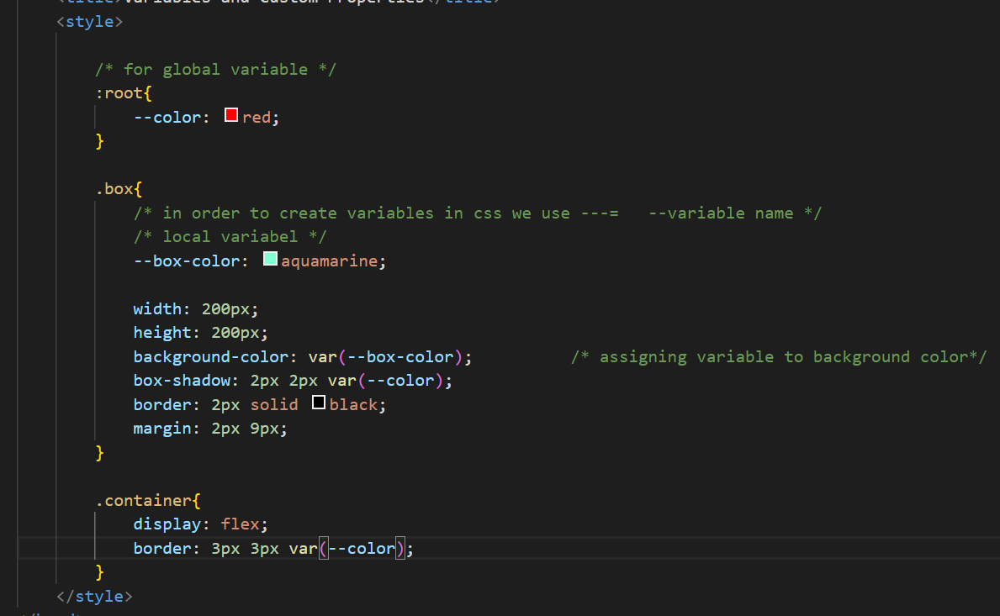 <title>Variables and Custom Properties</title>
<style>
/* for global variable */
:root{
--color: red;
}
.box{
/* in order to create variables in css we use ---=   --variable name */
/* local variabel */
--box-color: aquamarine;
width: 200px;
height: 200px;
background-color: var(--box-color);          /* assigning variable to background color*/
box-shadow: 2px 2px var(--color);
border: 2px solid black;
margin: 2px 9px;
}
.container{
display: flex;
border: 3px 3px var(--color);
}
</style>